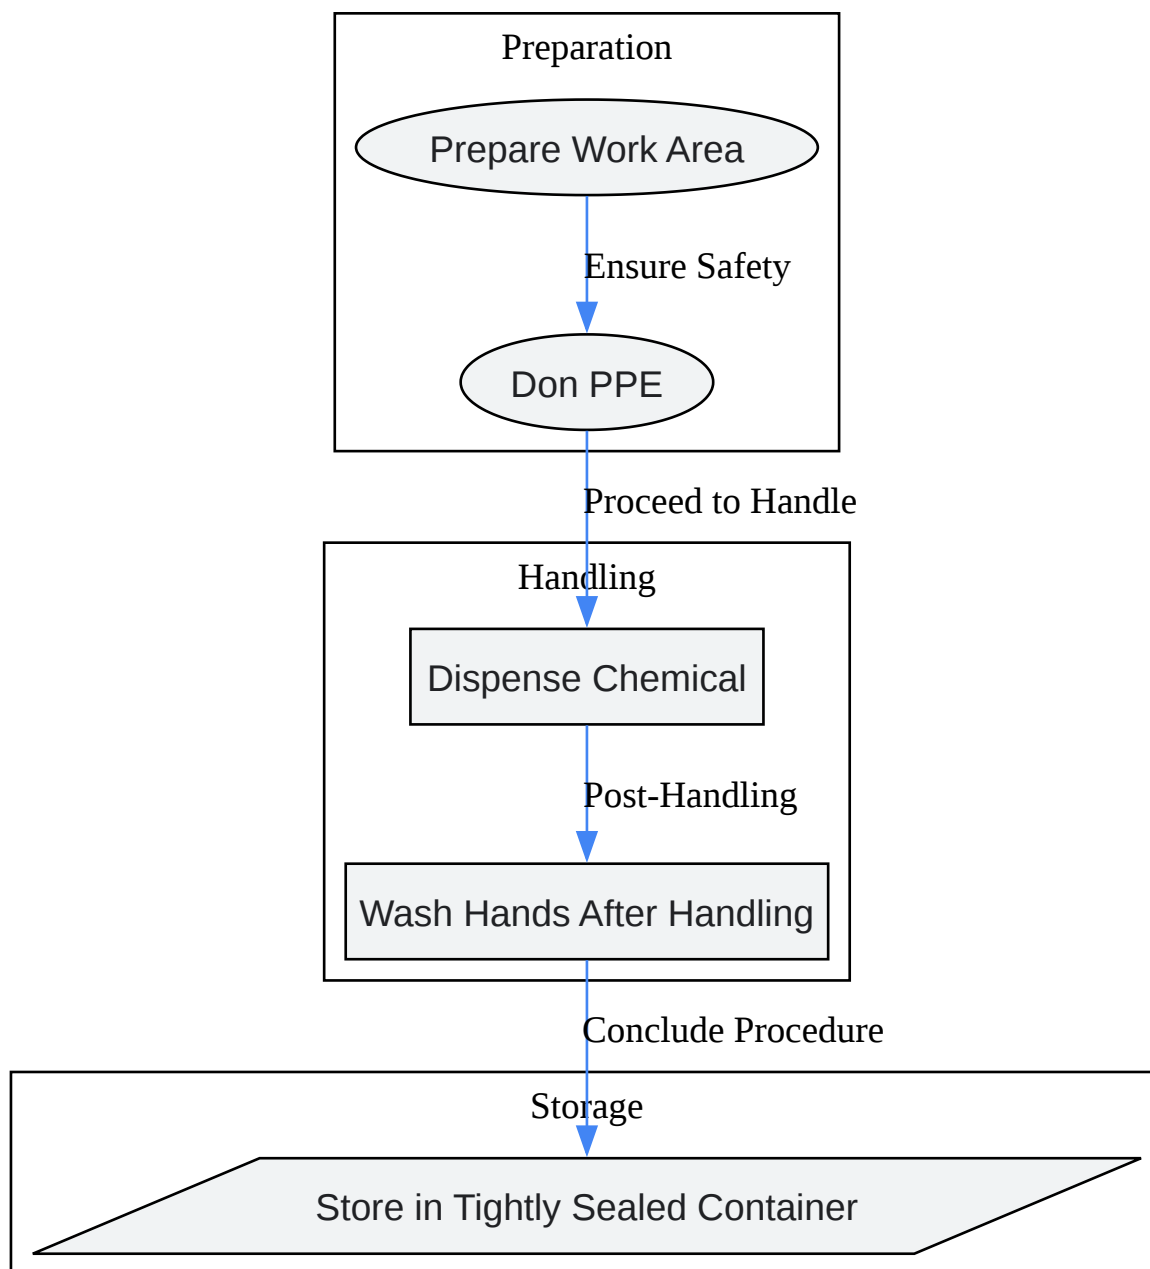 Preparation
Prepare Work Area
Ensure Safety
Don PPE
Proceed to Handle
Handling
Dispense Chemical
Post-Handling
Wash Hands After Handling
Conclude Procedure
Storage
Store in Tightly Sealed Container